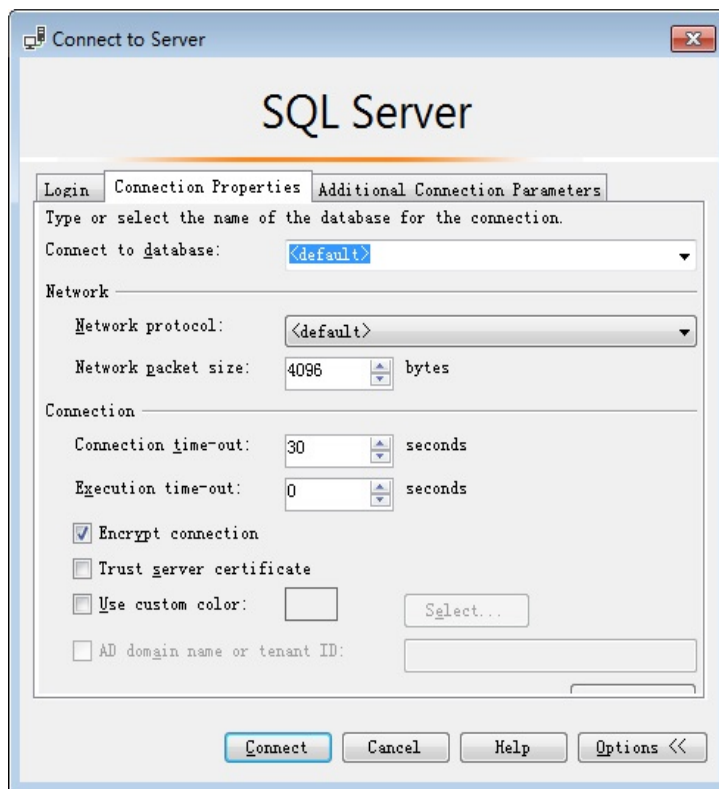 Connect to Server
SQL Server
Login Connection Properties Additional Connection Parameters
Type or select the name of the database for the connection.
Connect to database: <default>
Network
Network protocol: <default>
Network packet size: 4096 bytes
Connection
Connection time-out: 30 seconds
Execution time-out: 0 seconds
Encrypt connection
Trust server certificate
Use custom color: Select...
AD domain name or tenant ID:
Connect Cancel Help Options <<